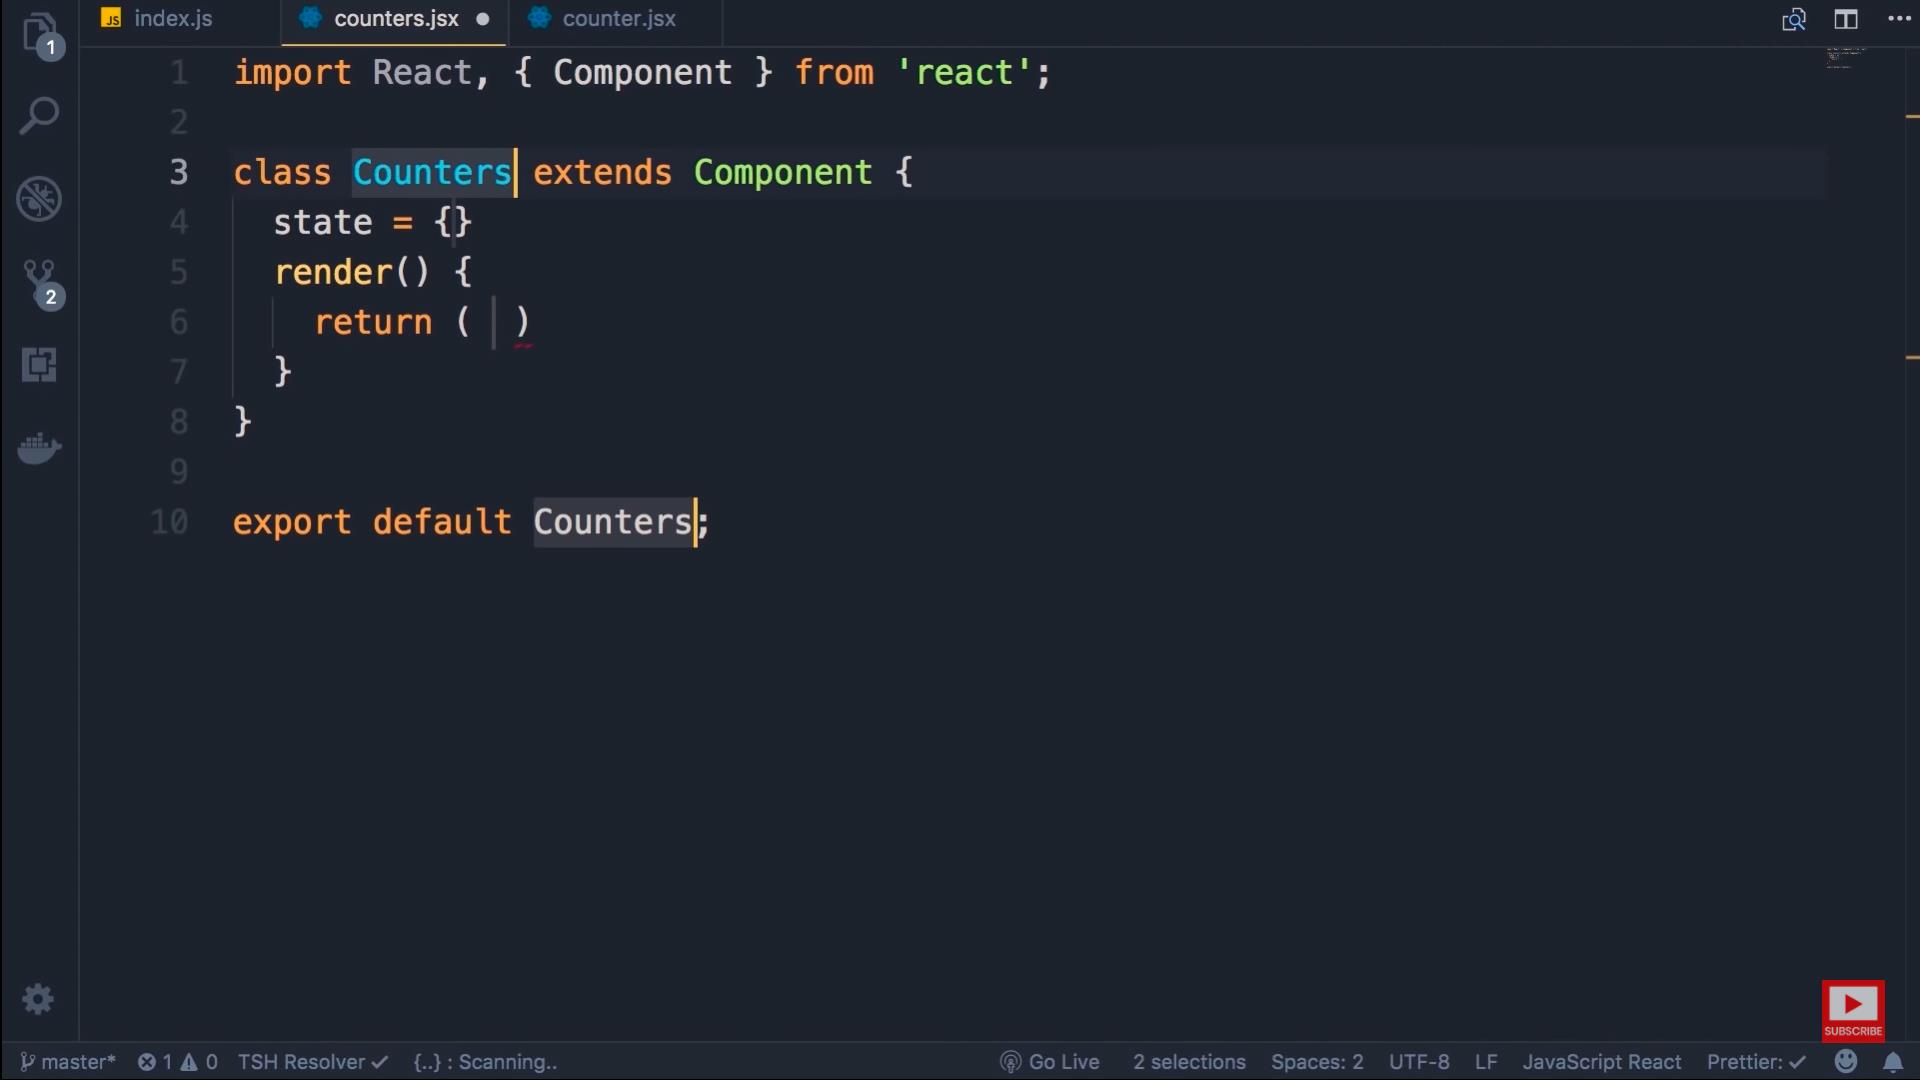 JS index.js counters.jsx counter.jsx
1
1 import React, { Component } from 'react';
2
3 class Counters extends Component {
4 state = {}
5 render() {
6 return ( )
7 }
8 }
9
10 export default Counters;
2
SUBSCRIBE
master* 1 0 TSH Resolver ✓ {..} : Scanning.. Go Live 2 selections Spaces: 2 UTF-8 LF JavaScript React Prettier: ✓